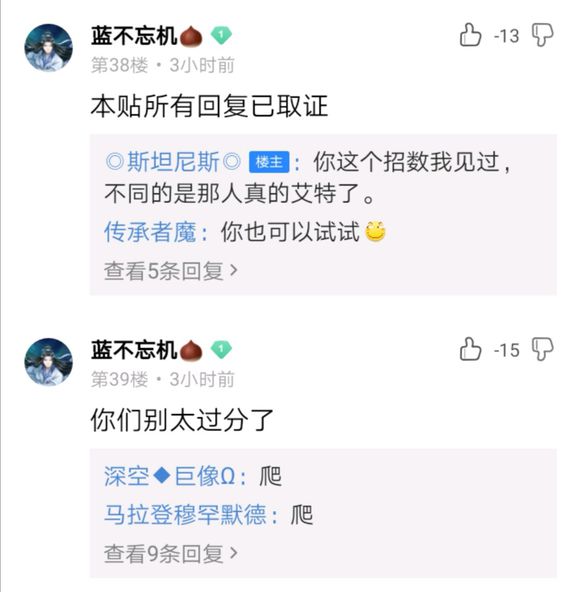 蓝不忘机🌰 1 -13
第38楼・3小时前
本贴所有回复已取证
◎斯坦尼斯◎ 楼主：你这个招数我见过，
不同的是那人真的艾特了。
传承者魔：你也可以试试
查看5条回复>
蓝不忘机🌰 1 -15
第39楼・3小时前
你们别太过分了
深空◆巨像Ω：爬
马拉登穆罕默德：爬
查看9条回复>